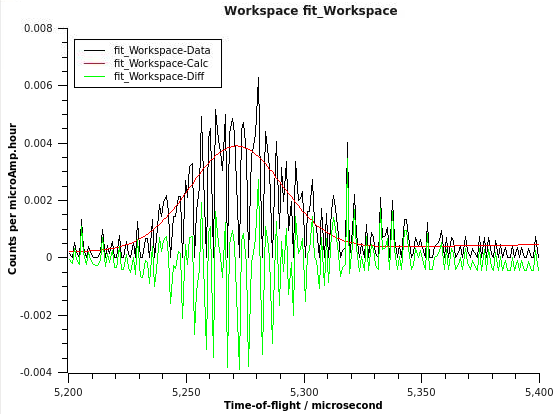 Workspace fit_Workspace
0.008
fit_Workspace-Data
fit_Workspace-Calc
fit_Workspace-Diff
0.006
0.004
0.002
0
-0.002
-0.004
Counts per microAmp.hour
5,200
5,250
5,300
5,350
5,400
Time-of-flight / microsecond